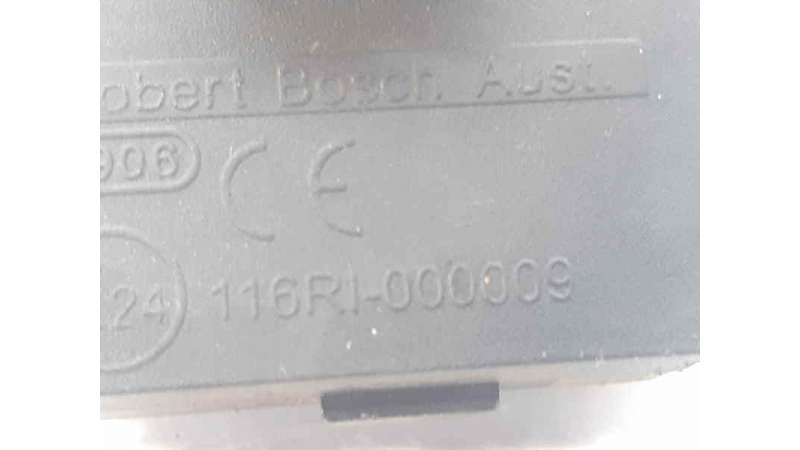 obert Bosch Aust.
906 CE
24 116RI-000009